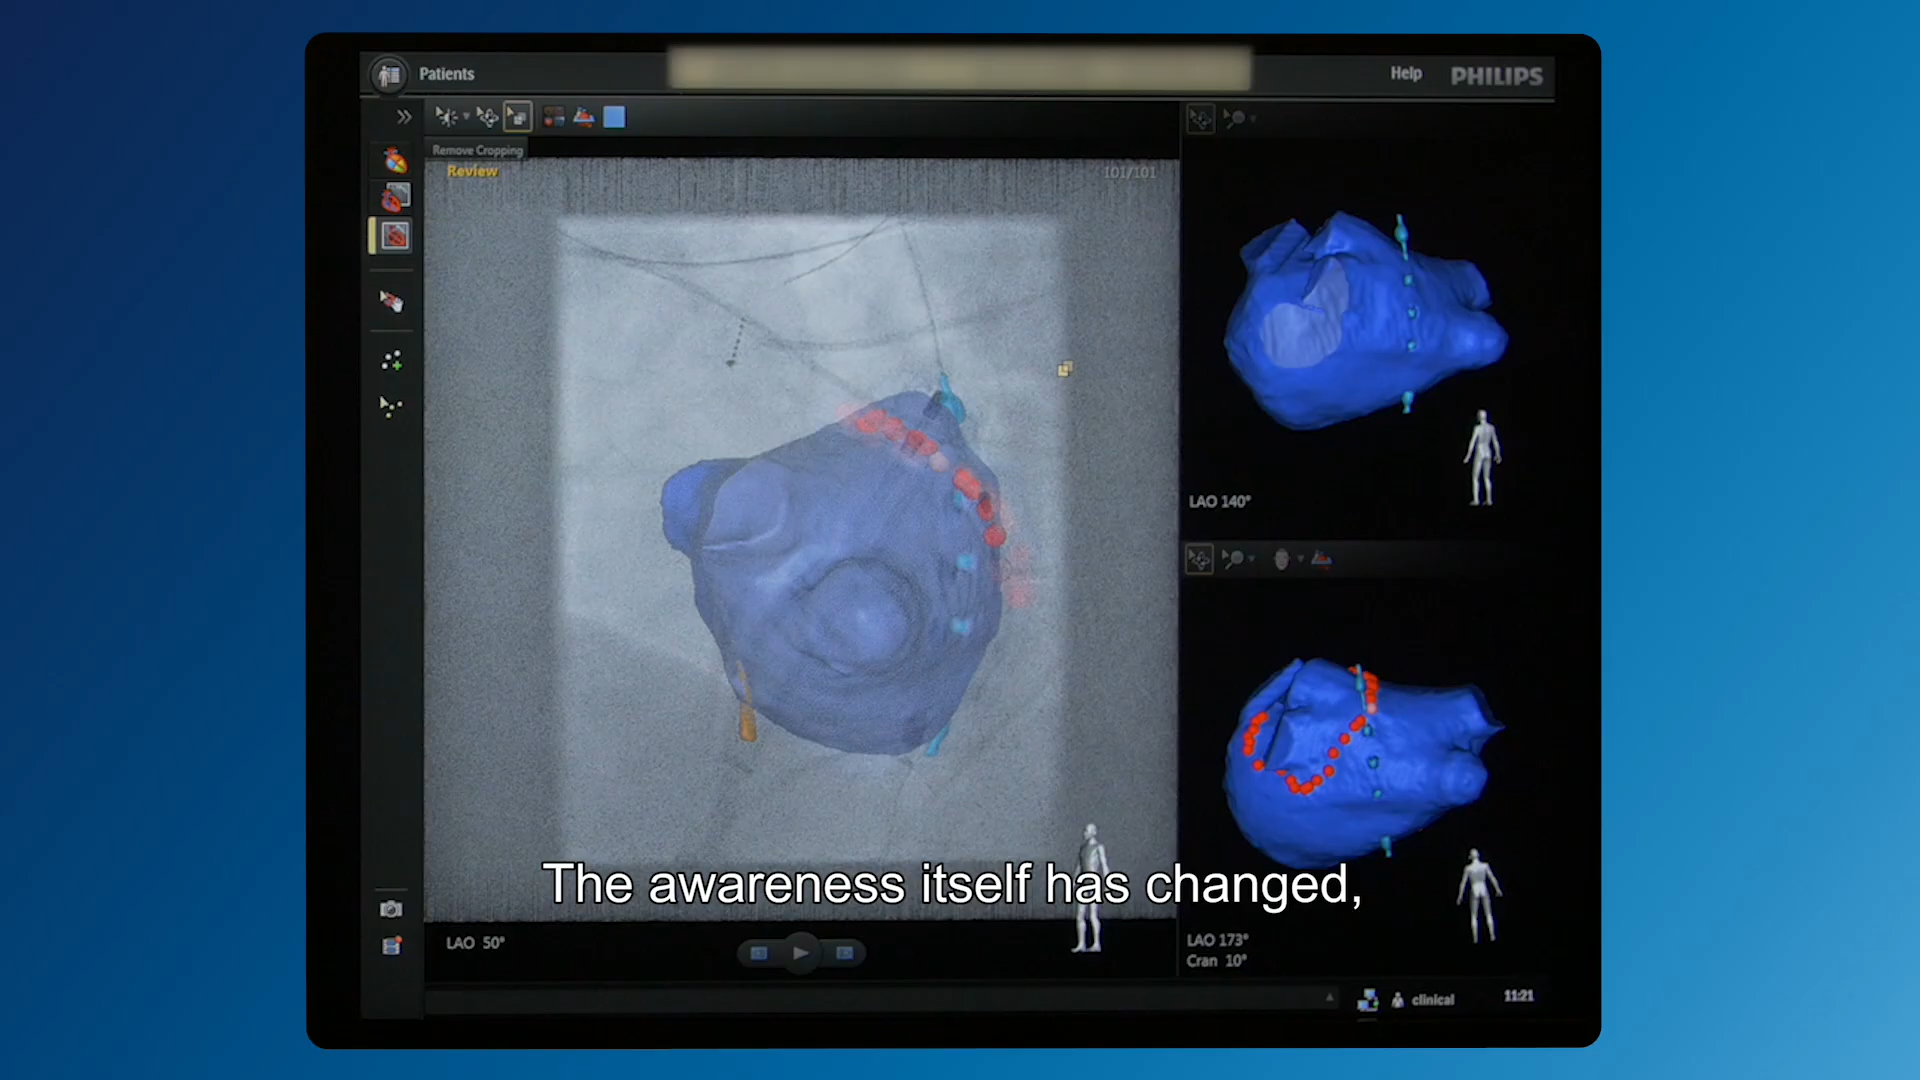 Patients
Help
PHILIPS
Remove Cropping
Review
101/101
LAO 140°
The awareness itself has changed,
LAO 50°
LAO 173°
Cran 10°
clinical
11:21